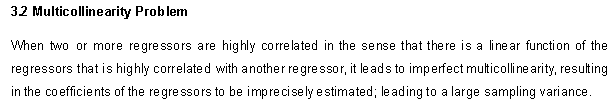 3.2 Multicollinearity Problem
When two or more regressors are highly correlated in the sense that there is a linear function of the
regressors that is highly correlated with another regressor, it leads to imperfect multicollinearity, resulting
in the coefficients of the regressors to be imprecisely estimated; leading to a large sampling variance.